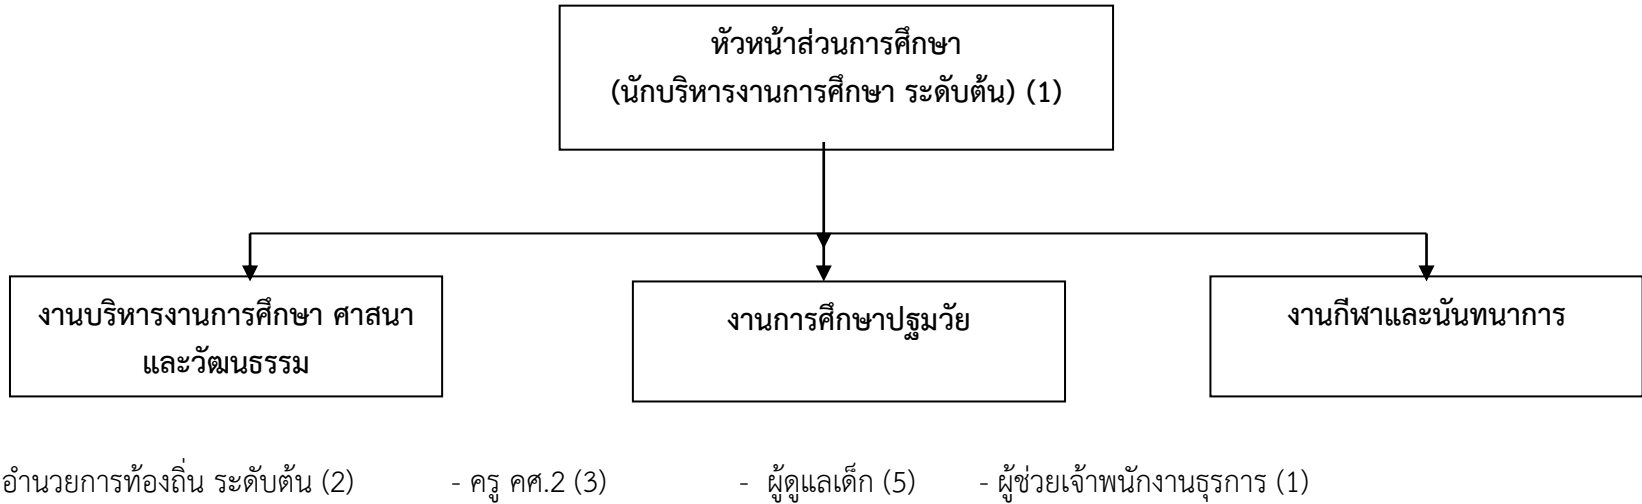 หัวหน้าส่วนการศึกษา
(นักบริหารงานการศึกษา ระดับต้น) (1)
งานบริหารงานการศึกษา ศาสนา
และวัฒนธรรม
งานการศึกษาปฐมวัย
งานกีฬาและนันทนาการ
อำนวยการท้องถิ่น ระดับต้น (2) - ครู คศ.2 (3) - ผู้ดูแลเด็ก (5) - ผู้ช่วยเจ้าพนักงานธุรการ (1)